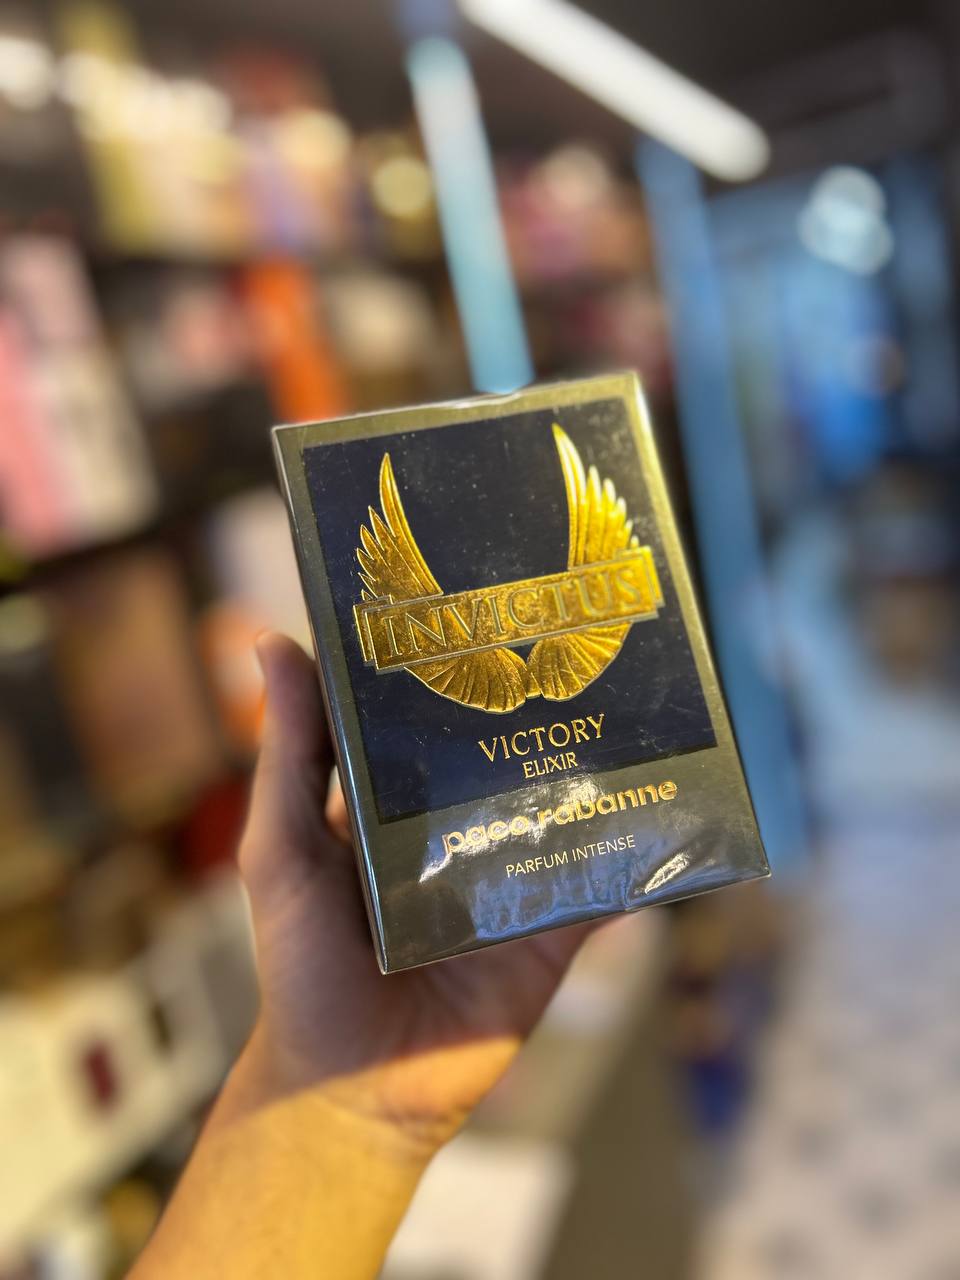 INVICTUS
VICTORY
ELIXIR
paco rabanne
PARFUM INTENSE